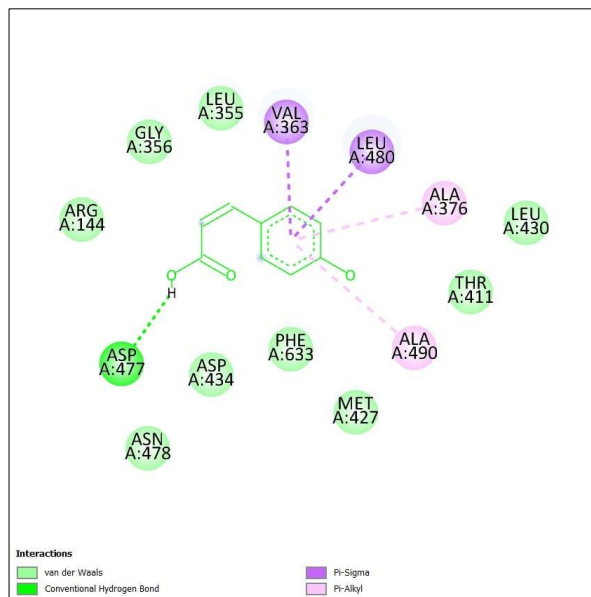 LEU
A:355
VAL
A:363
GLY
A:356
LEU
A:480
ARG
A:144
ALA
A:376
LEU
A:430
THR
A:411
O
O
H
O
ASP
A:477
ASP
A:434
PHE
A:633
ALA
A:490
MET
A:427
ASN
A:478
Interactions
van der Waals
Conventional Hydrogen Bond
Pi-Sigma
Pi-Alkyl